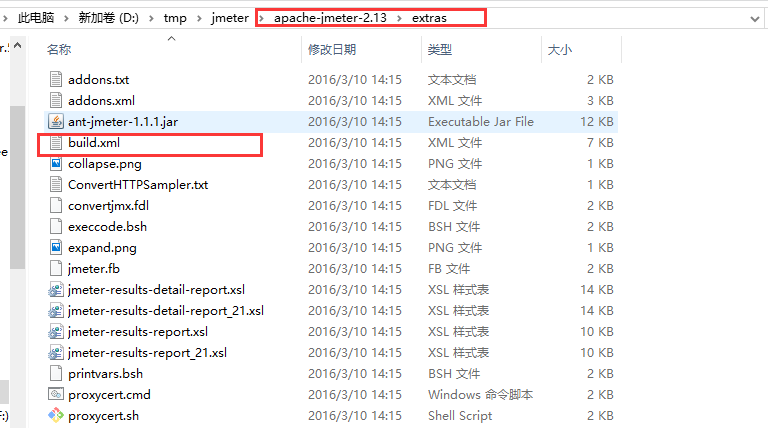 此电脑 > 新加卷 (D:) > tmp > jmeter > apache-jmeter-2.13 > extras
名称 修改日期 类型 大小
addons.txt 2016/3/10 14:15 文本文档 2 KB
addons.xml 2016/3/10 14:15 XML 文件 3 KB
ant-jmeter-1.1.1.jar 2016/3/10 14:15 Executable Jar File 12 KB
build.xml 2016/3/10 14:15 XML 文件 7 KB
collapse.png 2016/3/10 14:15 PNG 文件 1 KB
ConvertHTTPSampler.txt 2016/3/10 14:15 文本文档 1 KB
convertjmx.fdl 2016/3/10 14:15 FDL 文件 2 KB
execcode.bsh 2016/3/10 14:15 BSH 文件 2 KB
expand.png 2016/3/10 14:15 PNG 文件 1 KB
jmeter.fb 2016/3/10 14:15 FB 文件 2 KB
jmeter-results-detail-report.xsl 2016/3/10 14:15 XSL 样式表 14 KB
jmeter-results-detail-report_21.xsl 2016/3/10 14:15 XSL 样式表 14 KB
jmeter-results-report.xsl 2016/3/10 14:15 XSL 样式表 10 KB
jmeter-results-report_21.xsl 2016/3/10 14:15 XSL 样式表 10 KB
printvars.bsh 2016/3/10 14:15 BSH 文件 2 KB
proxycert.cmd 2016/3/10 14:15 Windows 命令脚本 2 KB
proxycert.sh 2016/3/10 14:15 Shell Script 2 KB